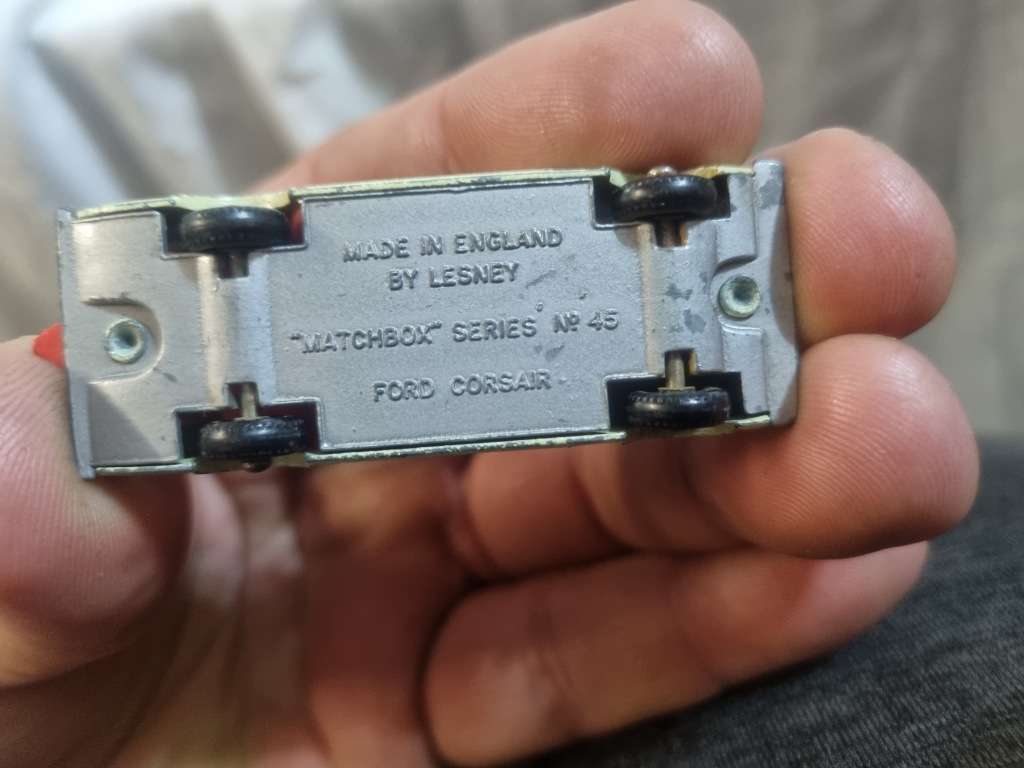 MADE IN ENGLAND
BY LESNEY
"MATCHBOX" SERIES Nº 45
FORD CORSAIR